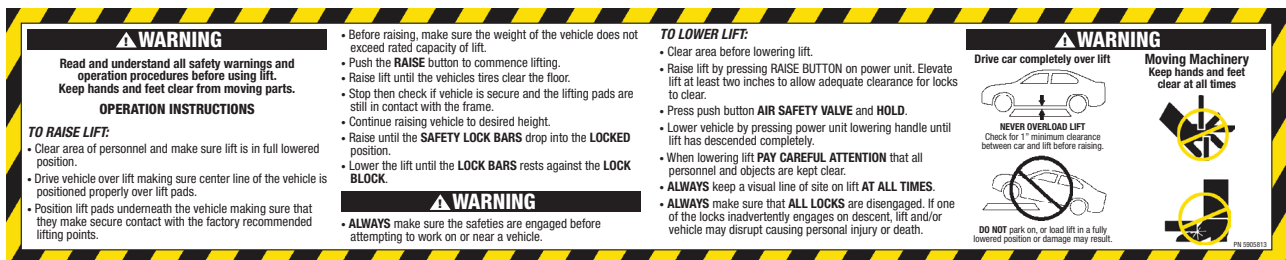 WARNING
Read and understand all safety warnings and
operation procedures before using lift.
Keep hands and feet clear from moving parts.
OPERATION INSTRUCTIONS
TO RAISE LIFT:
• Clear area of personnel and make sure lift is in full lowered
position.
• Drive vehicle over lift making sure center line of the vehicle is
positioned properly over lift pads.
• Position lift pads underneath the vehicle making sure that
they make secure contact with the factory recommended
lifting points.
• Before raising, make sure the weight of the vehicle does not
exceed rated capacity of lift.
• Push the RAISE button to commence lifting.
• Raise lift until the vehicles tires clear the floor.
• Stop then check if vehicle is secure and the lifting pads are
still in contact with the frame.
• Continue raising vehicle to desired height.
• Raise until the SAFETY LOCK BARS drop into the LOCKED
position.
• Lower the lift until the LOCK BARS rests against the LOCK
BLOCK.
WARNING
• ALWAYS make sure the safeties are engaged before
attempting to work on or near a vehicle.
TO LOWER LIFT:
• Clear area before lowering lift.
• Raise lift by pressing RAISE BUTTON on power unit. Elevate
lift at least two inches to allow adequate clearance for locks
to clear.
• Press push button AIR SAFETY VALVE and HOLD.
• Lower vehicle by pressing power unit lowering handle until
lift has descended completely.
• When lowering lift PAY CAREFUL ATTENTION that all
personnel and objects are kept clear.
• ALWAYS keep a visual line of site on lift AT ALL TIMES.
• ALWAYS make sure that ALL LOCKS are disengaged. If one
of the locks inadvertently engages on descent, lift and/or
vehicle may disrupt causing personal injury or death.
WARNING
Drive car completely over lift
NEVER OVERLOAD LIFT
Check for 1" minimum clearance
between car and lift before raising.
DO NOT park on, or load lift in a fully
lowered position or damage may result.
Moving Machinery
Keep hands and feet
clear at all times
PN 5905813